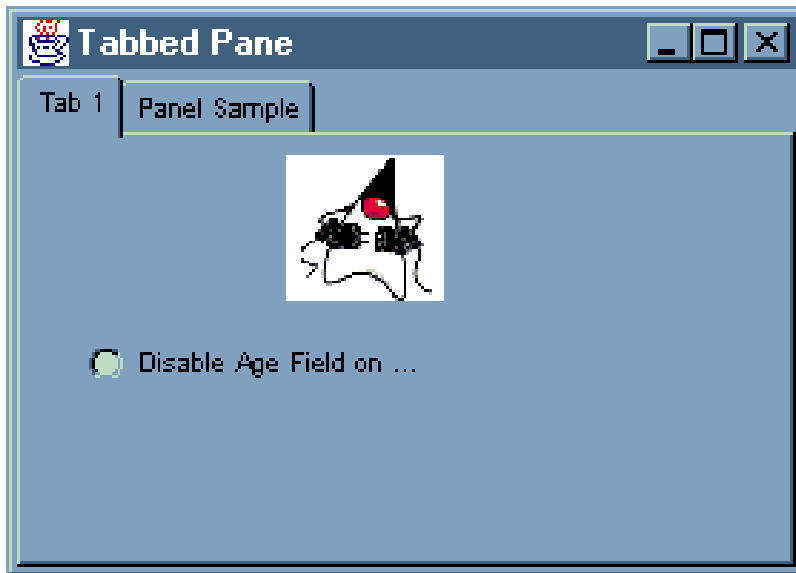 Tabbed Pane
Tab 1
Panel Sample
Disable Age Field on ...